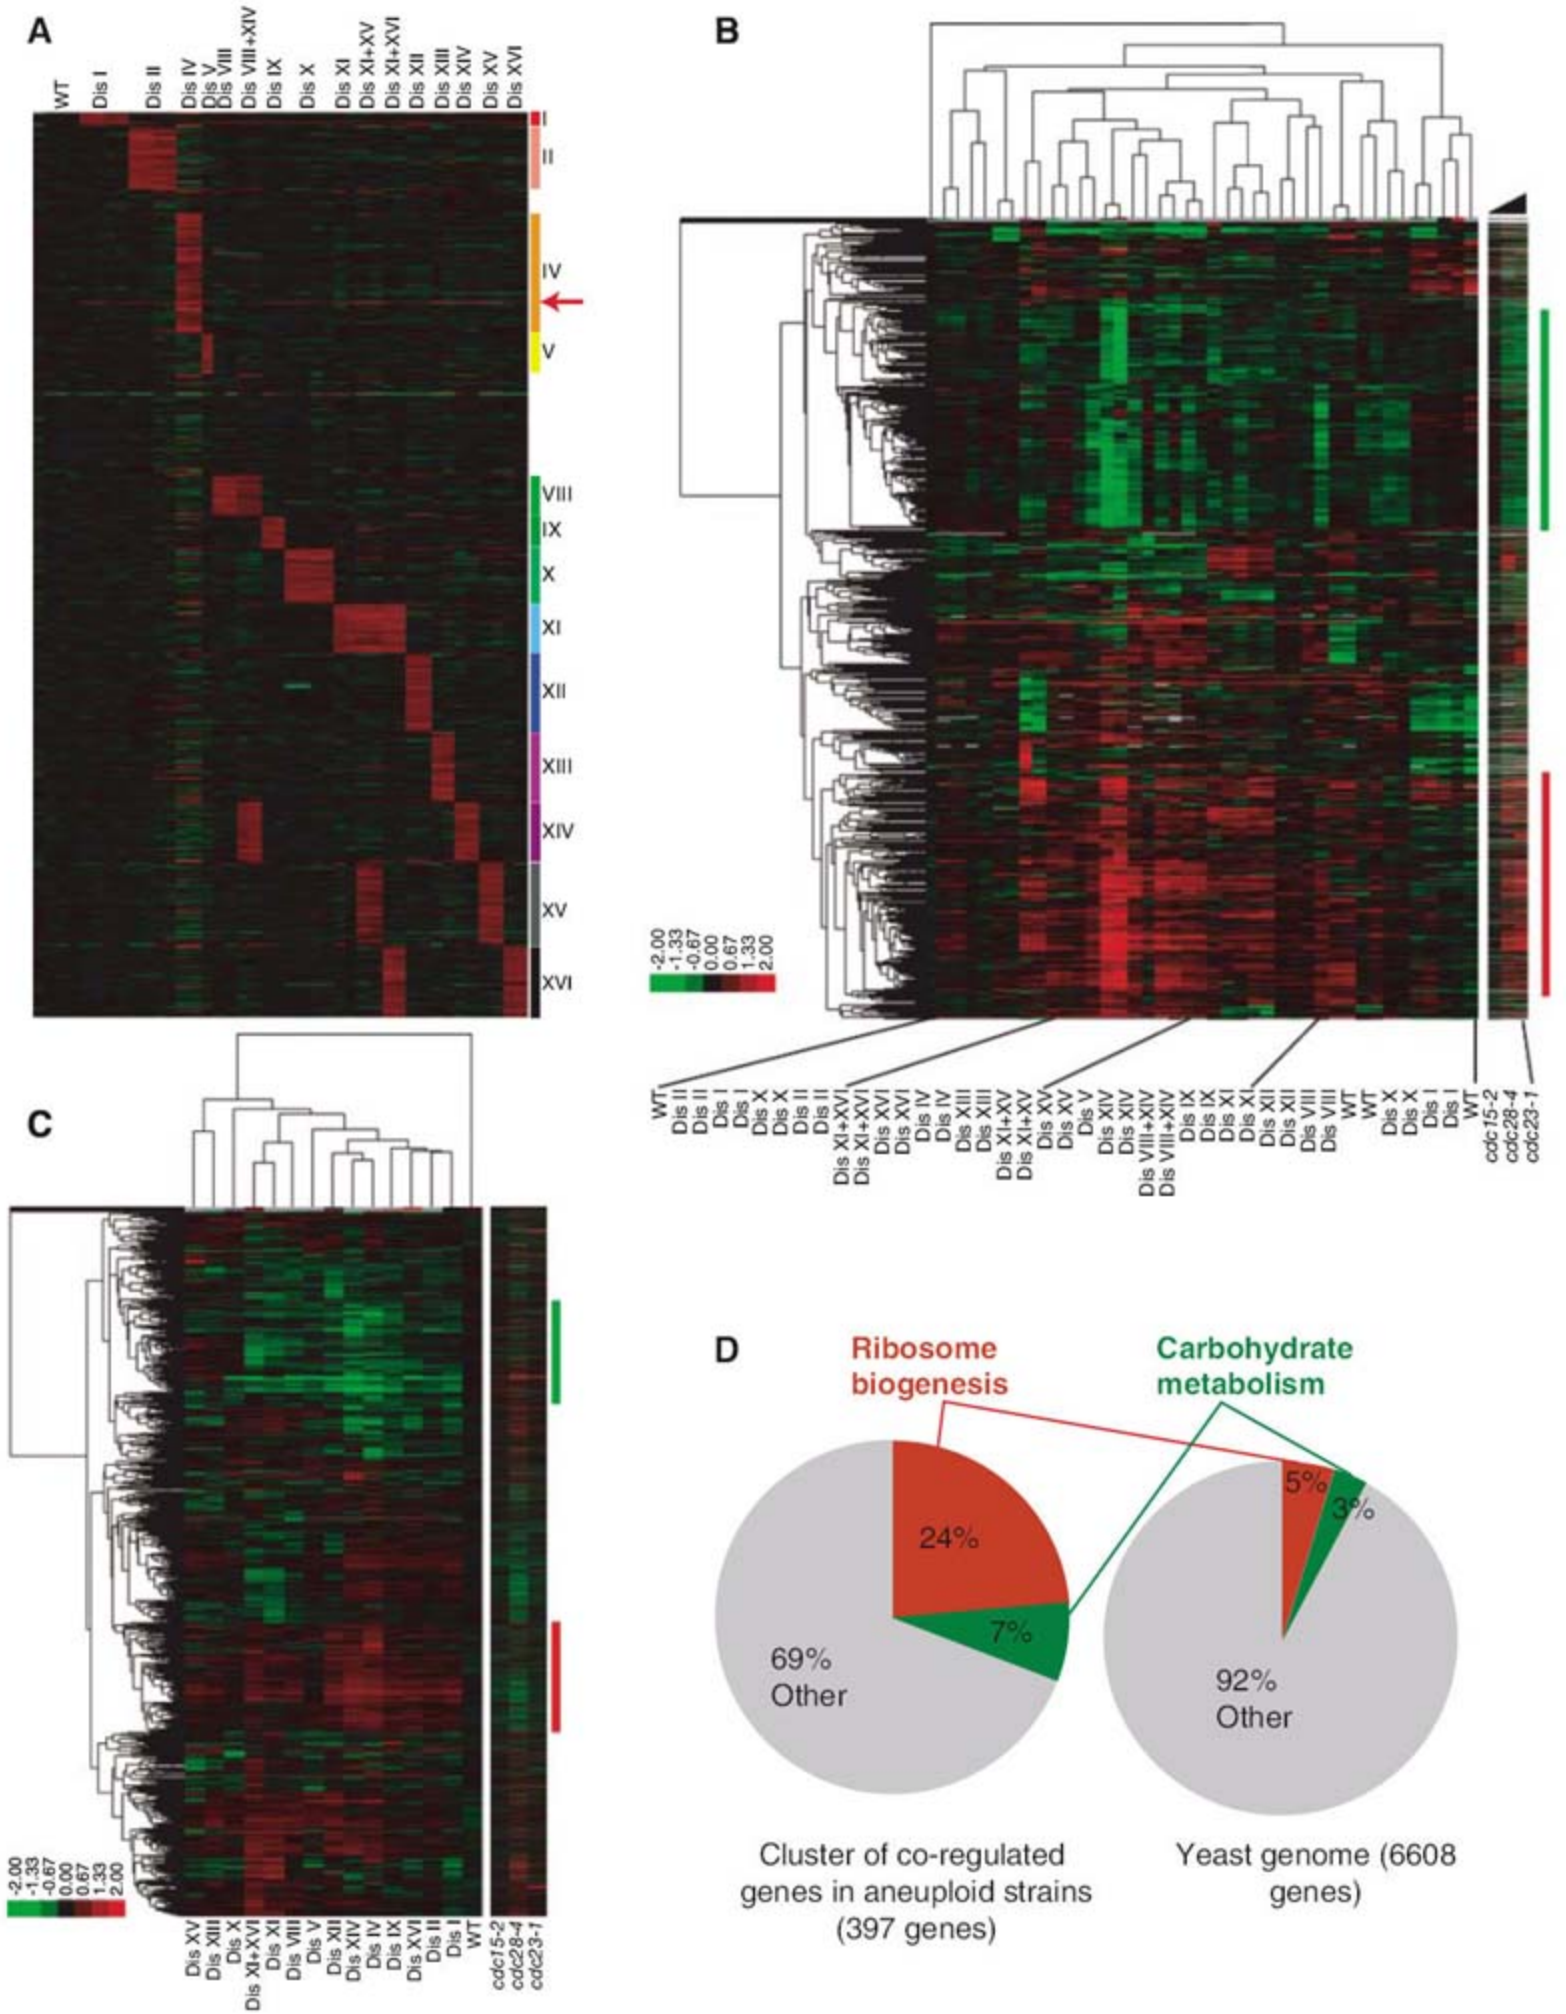 A
WT
Dis I
Dis II
Dis IV
Dis V
Dis VIII
Dis VIII+XIV
Dis IX
Dis X
Dis XI
Dis XI+XV
Dis XI+XVI
Dis XII
Dis XIII
Dis XIV
Dis XV
Dis XVI
I
II
IV
V
VIII
IX
X
XI
XII
XIII
XIV
XV
XVI
B
-2.00
-1.33
-0.67
0.00
0.67
1.33
2.00
WT
Dis II
Dis II
Dis I
Dis I
Dis X
Dis X
Dis II
Dis II
Dis XI+XVI
Dis XI+XVI
Dis XVI
Dis XVI
Dis IV
Dis IV
Dis XIII
Dis XIII
Dis XI+XV
Dis XI+XV
Dis XV
Dis XV
Dis V
Dis XIV
Dis XIV
Dis VIII+XIV
Dis VIII+XIV
Dis IX
Dis IX
Dis XI
Dis XI
Dis XII
Dis XII
Dis VIII
Dis VIII
WT
WT
Dis X
Dis X
Dis I
Dis I
WT
cdc15-2
cdc28-4
cdc23-1
C
-2.00
-1.33
-0.67
0.00
0.67
1.33
2.00
Dis XV
Dis XIII
Dis X
Dis XI+XVI
Dis XI
Dis VIII
Dis V
Dis XII
Dis XIV
Dis IV
Dis IX
Dis XVI
Dis II
Dis I
WT
cdc15-2
cdc28-4
cdc23-1
D
Ribosome
biogenesis
Carbohydrate
metabolism
24%
7%
69%
Other
5%
3%
92%
Other
Cluster of co-regulated
genes in aneuploid strains
(397 genes)
Yeast genome (6608
genes)